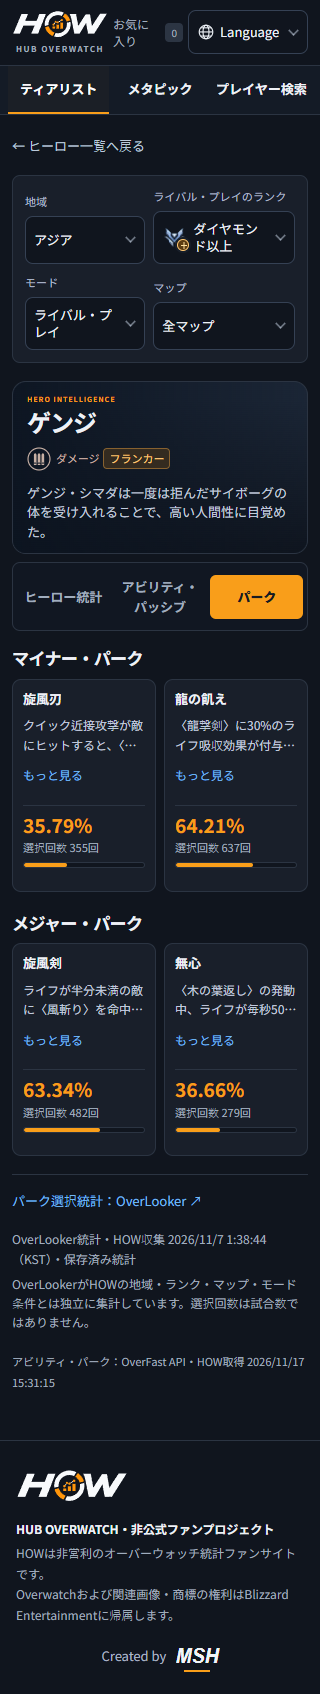 HOW
HUB OVERWATCH
お気に
入り
0
Language
ティアリスト
メタピック
プレイヤー検索
← ヒーロー一覧へ戻る
地域
ライバル・プレイのランク
アジア
ダイヤモン
ド以上
モード
マップ
ライバル・プ
レイ
全マップ
HERO INTELLIGENCE
ゲンジ
ダメージ
フランカー
ゲンジ・シマダは一度は拒んだサイボーグの
体を受け入れることで、高い人間性に目覚め
た。
ヒーロー統計
アビリティ・
パッシブ
パーク
マイナー・パーク
旋風刃
クイック近接攻撃が敵
にヒットすると、〈…
もっと見る
35.79%
選択回数 355回
龍の飢え
〈龍撃剣〉に30%のラ
イフ吸収効果が付与…
もっと見る
64.21%
選択回数 637回
メジャー・パーク
旋風剣
ライフが半分未満の敵
に〈風斬り〉を命中…
もっと見る
63.34%
選択回数 482回
無心
〈木の葉返し〉の発動
中、ライフが毎秒50…
もっと見る
36.66%
選択回数 279回
パーク選択統計：OverLooker ↗
OverLooker統計・HOW収集 2026/11/7 1:38:44
（KST）・保存済み統計
OverLookerがHOWの地域・ランク・マップ・モード
条件とは独立に集計しています。選択回数は試合数で
はありません。
アビリティ・パーク：OverFast API・HOW取得 2026/11/17
15:31:15
HOW
HUB OVERWATCH・非公式ファンプロジェクト
HOWは非営利のオーバーウォッチ統計ファンサイト
です。
Overwatchおよび関連画像・商標の権利はBlizzard
Entertainmentに帰属します。
Created by MSH